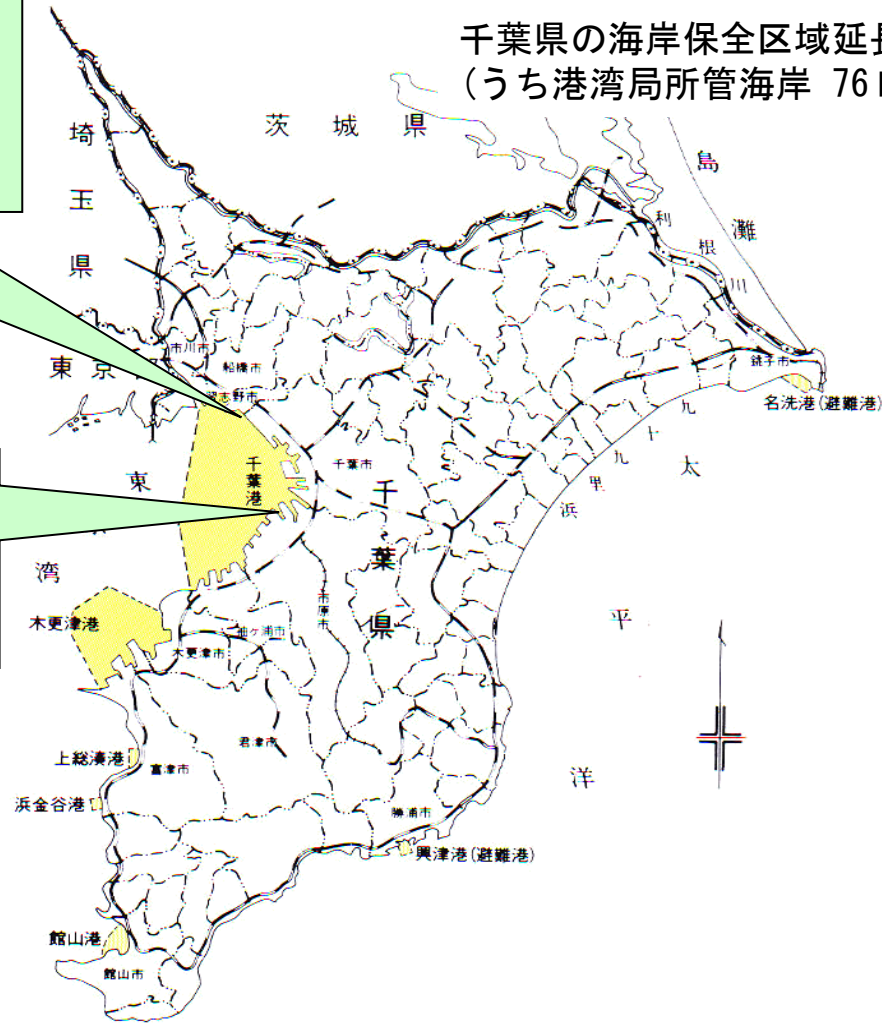 千葉県の海岸保全区域延長
(うち港湾局所管海岸 76
茨城県
埼玉県
島
灘
利根川
市川市
船橋市
東京
習志野市
銚子市
名洗港(避難港)
千葉港
千葉市
九十九里浜
太
東
湾
千葉県
市原市
平
木更津港
袖ヶ浦市
木更津市
君津市
上総湊港
富津市
洋
浜金谷港
勝浦市
興津港(避難港)
館山港
館山市